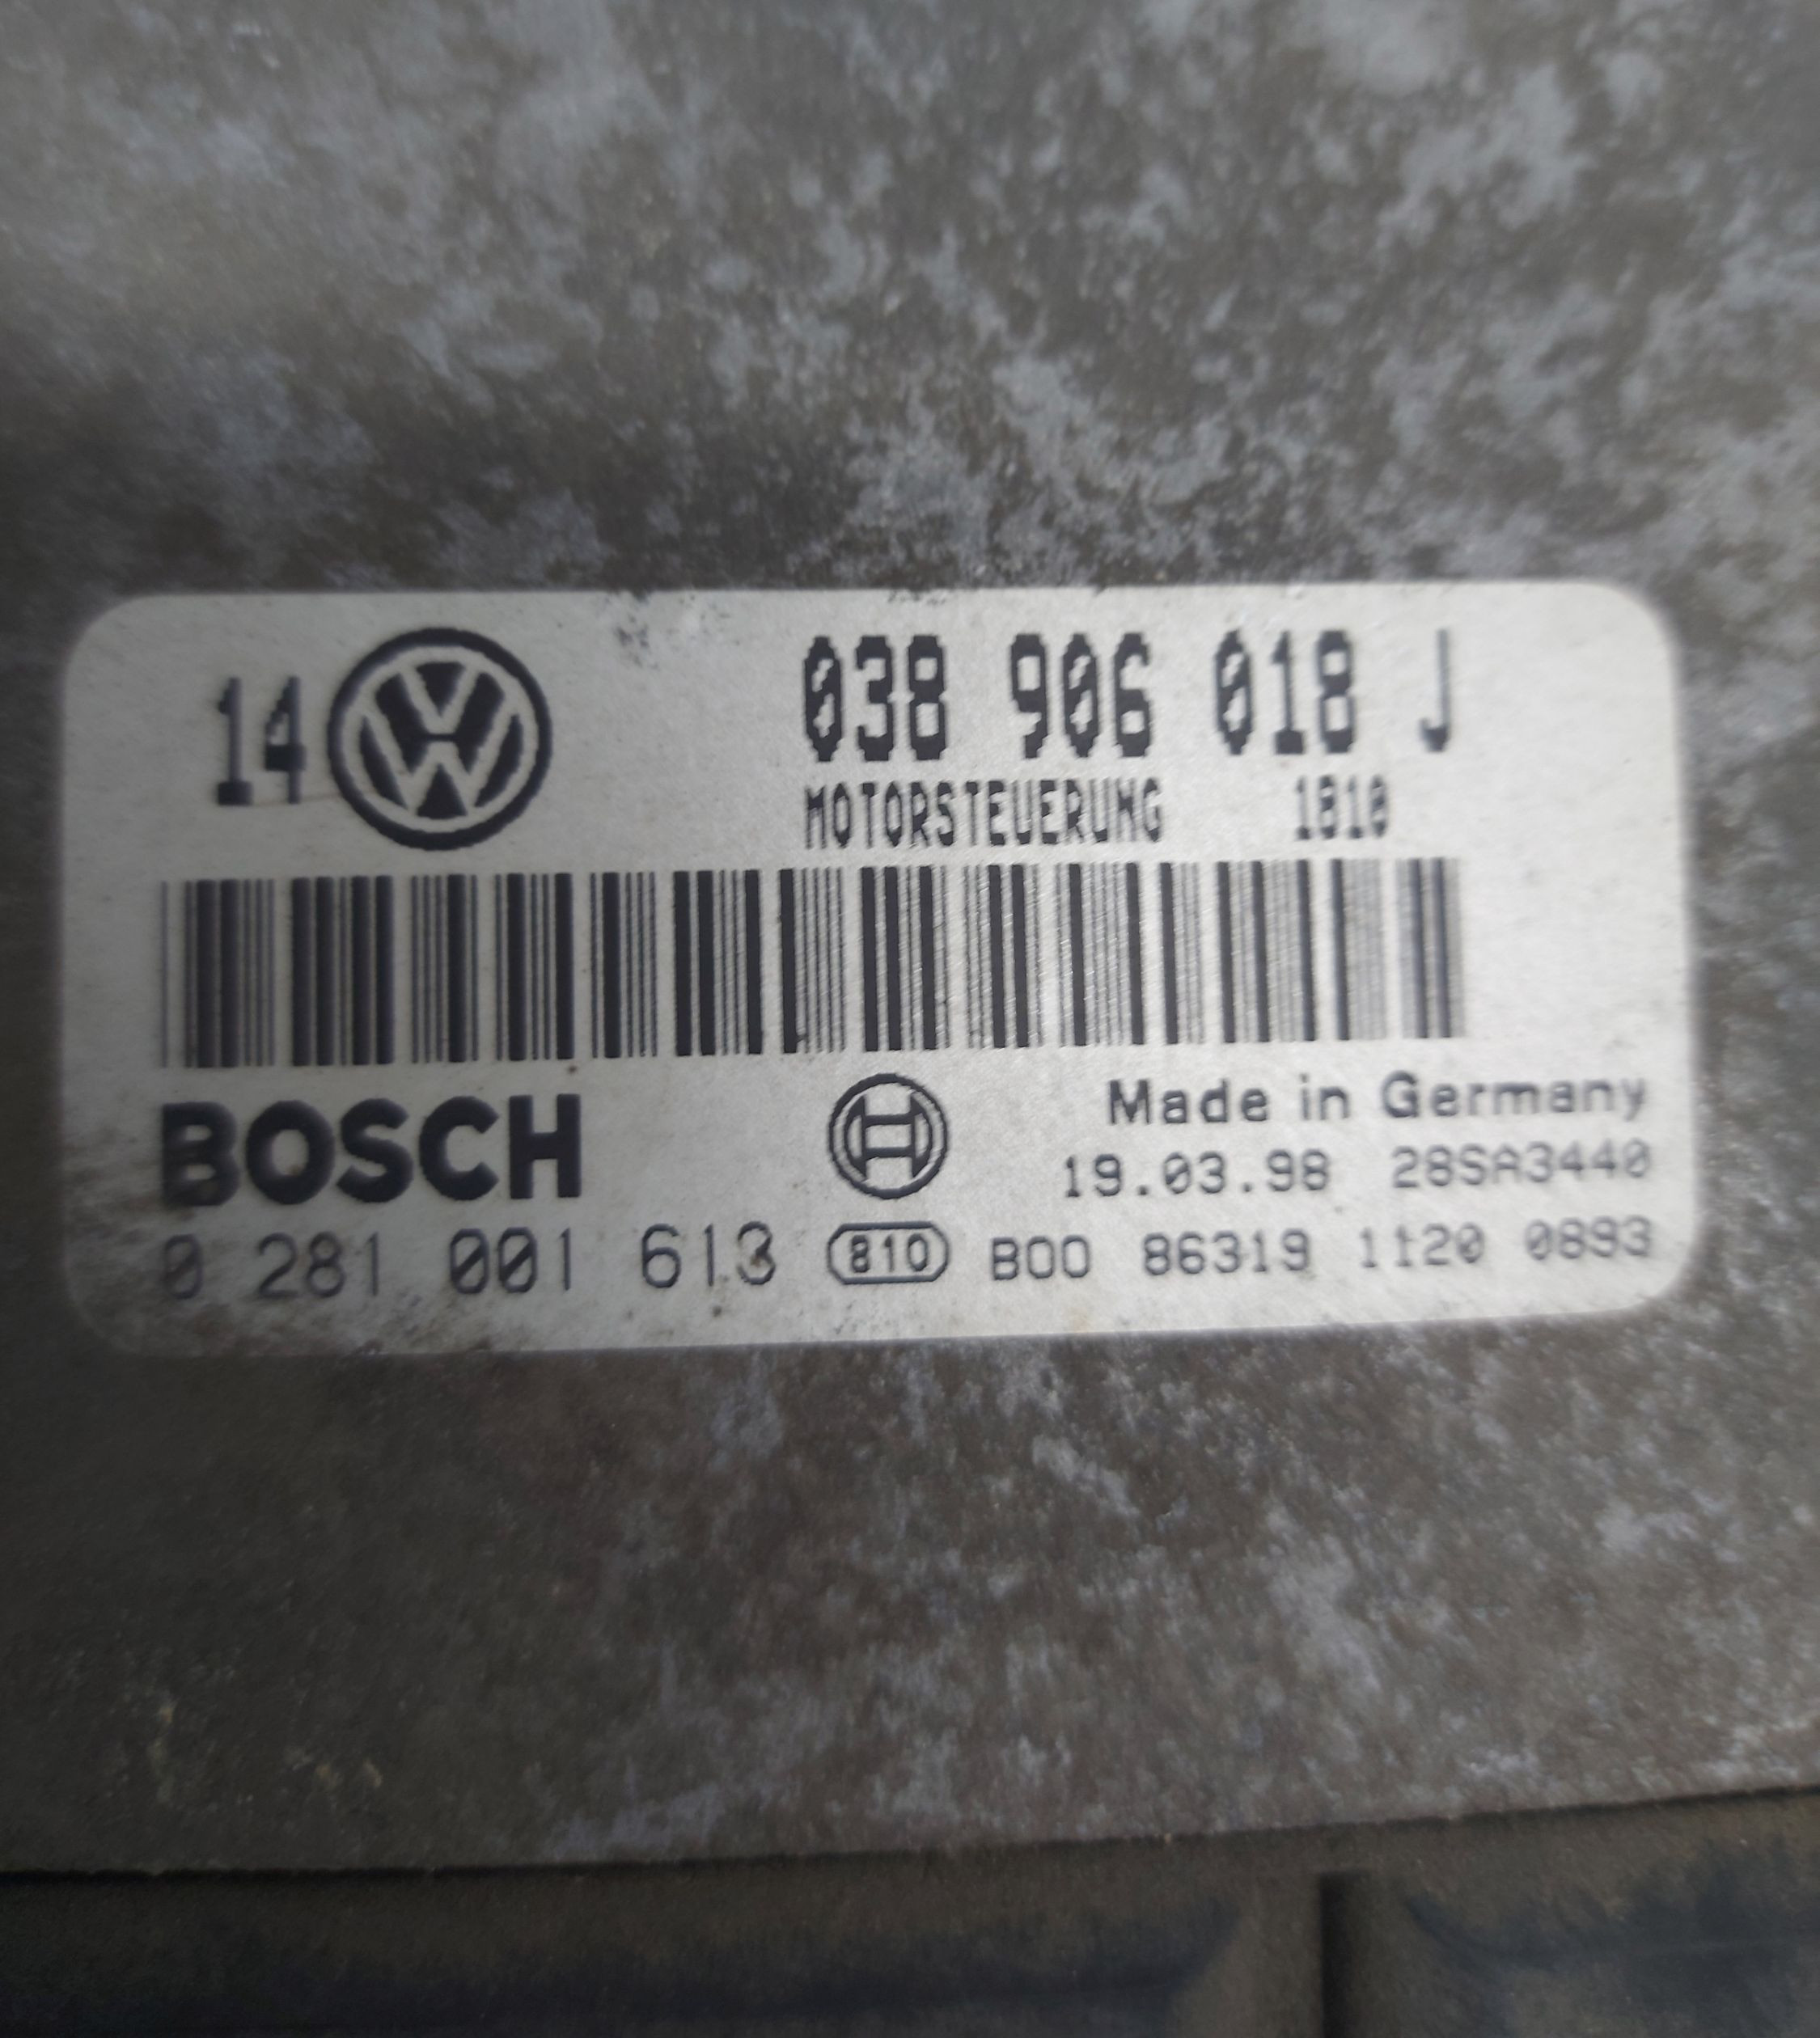 14 038 906 018 J
MOTORSTEUERUNG 1810
BOSCH Made in Germany
19.03.98 28SA3440
0 281 001 613 810 B00 86319 1120 0893